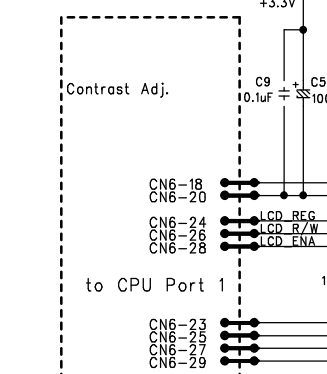 +3.3V
Contrast Adj.
C9
0.1uF
+
C5
CN6-18
CN6-20
CN6-24
CN6-26
CN6-28
LCD_REG
LCD_R/W
LCD_ENA
to CPU Port 1
CN6-23
CN6-25
CN6-27
CN6-29